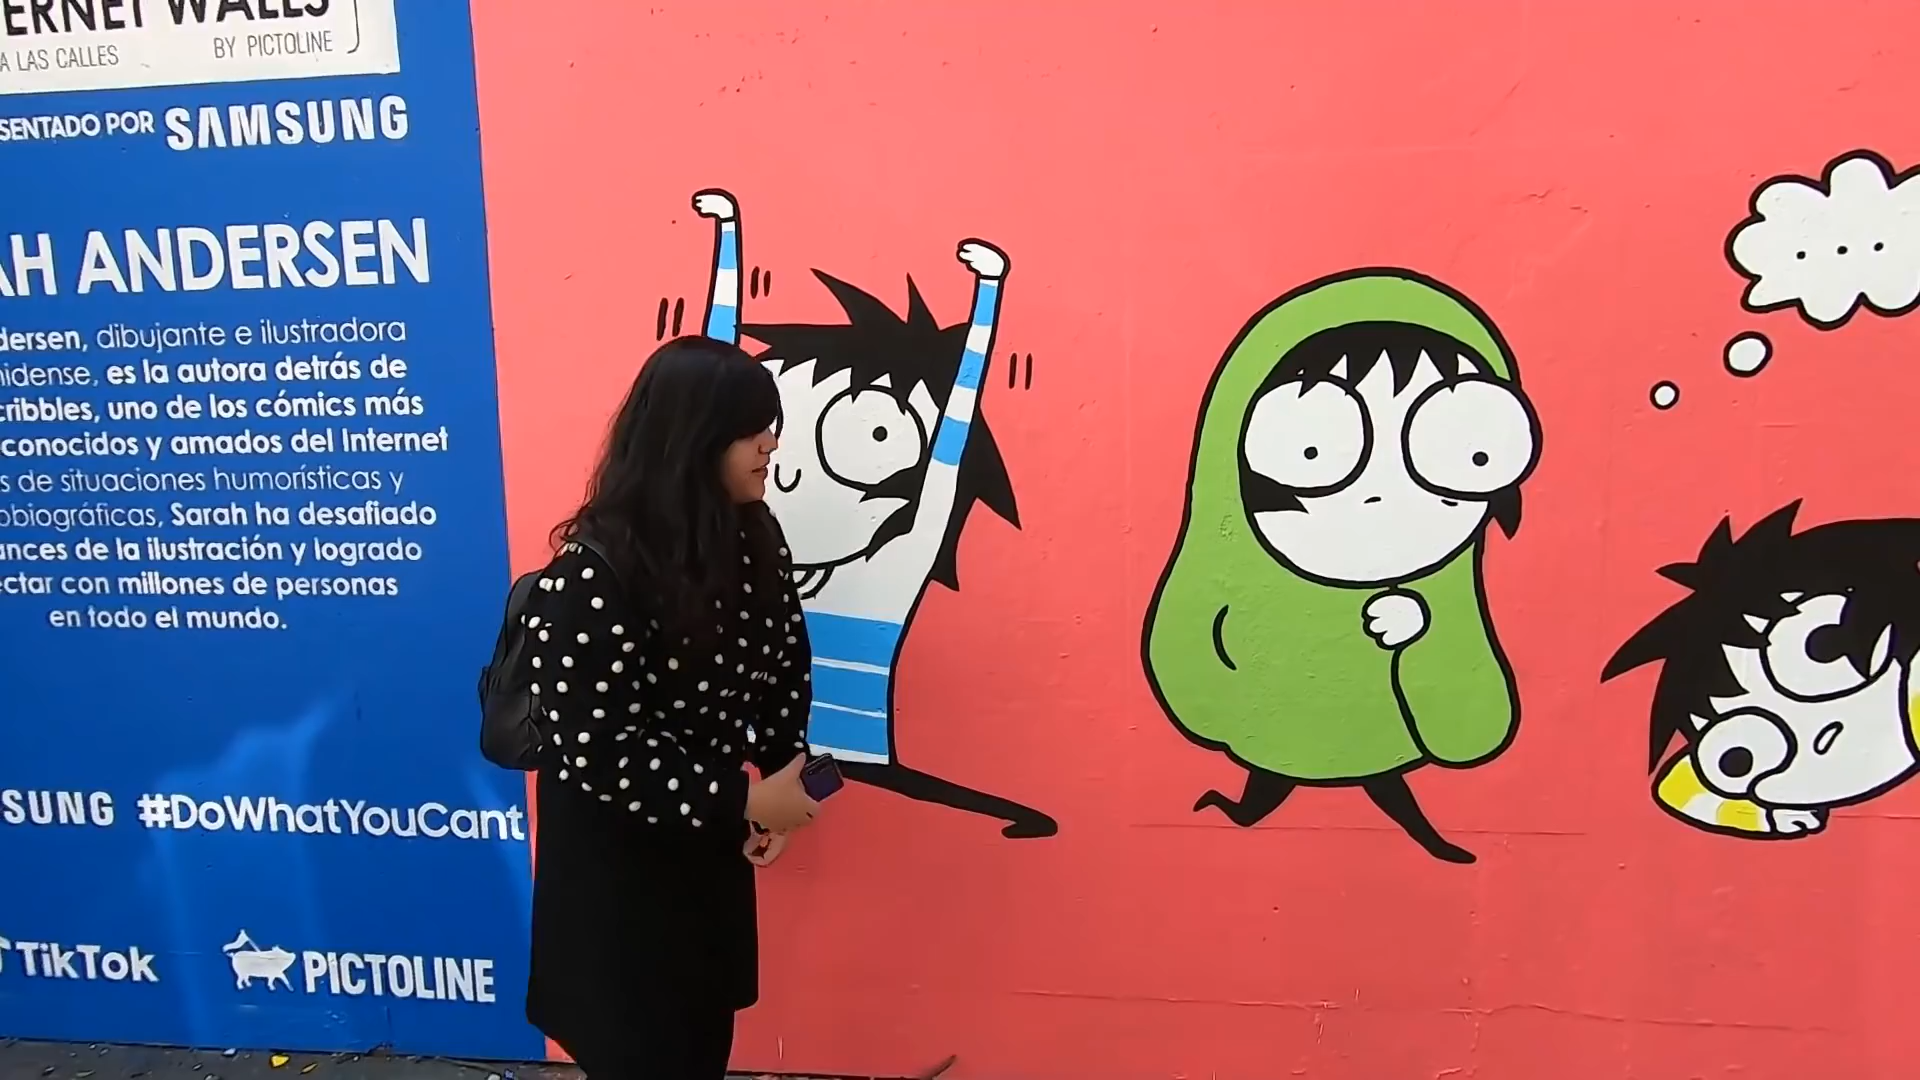 ERNET WALLS
A LAS CALLES BY PICTOLINE
SENTADO POR SAMSUNG
AH ANDERSEN
dersen, dibujante e ilustradora
nidense, es la autora detrás de
cribbles, uno de los cómics más
conocidos y amados del Internet
s de situaciones humorísticas y
obiográficas, Sarah ha desafiado
ances de la ilustración y logrado
ectar con millones de personas
en todo el mundo.
SUNG #DoWhatYouCant
TikTok PICTOLINE
...